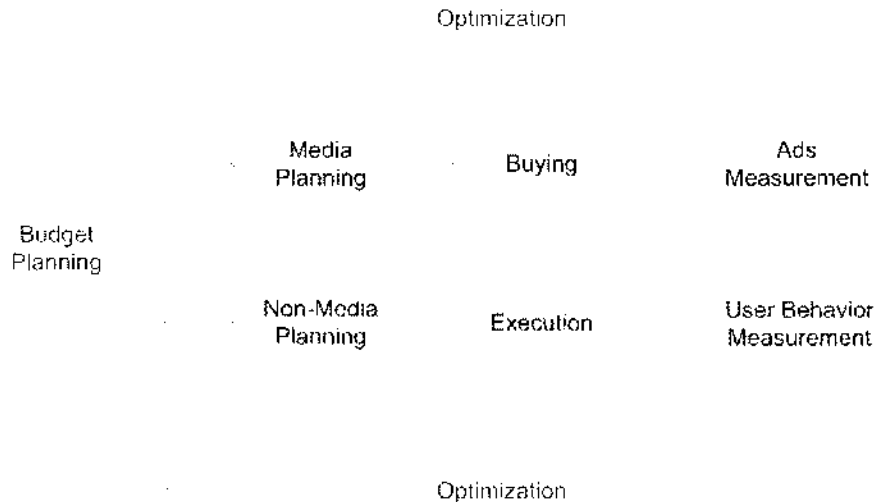 Optimization
Media
Planning
Buying
Ads
Measurement
Budget
Planning
Non-Media
Planning
Execution
User Behavior
Measurement
Optimization